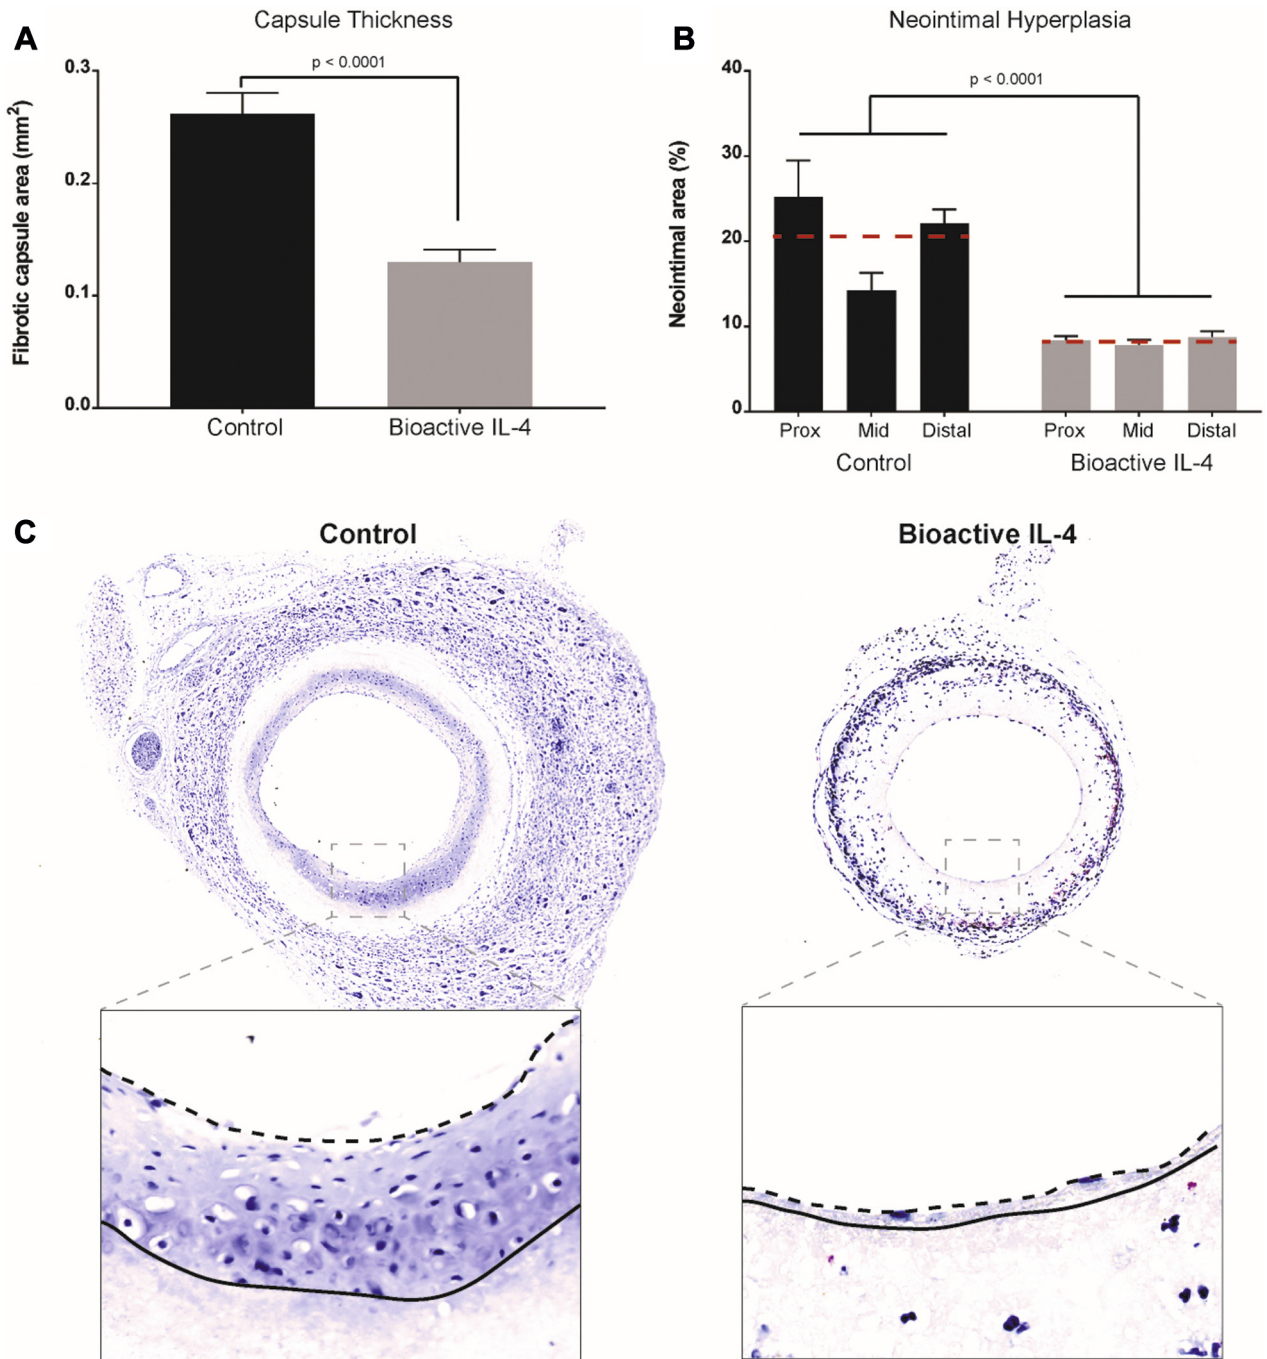 A
Capsule Thickness
p < 0.0001
Fibrotic capsule area (mm²)
0.3
0.2
0.1
0.0
Control
Bioactive IL-4
B
Neointimal Hyperplasia
p < 0.0001
Neointimal area (%)
40
30
20
10
0
Prox Mid Distal Prox Mid Distal
Control Bioactive IL-4
C
Control
Bioactive IL-4